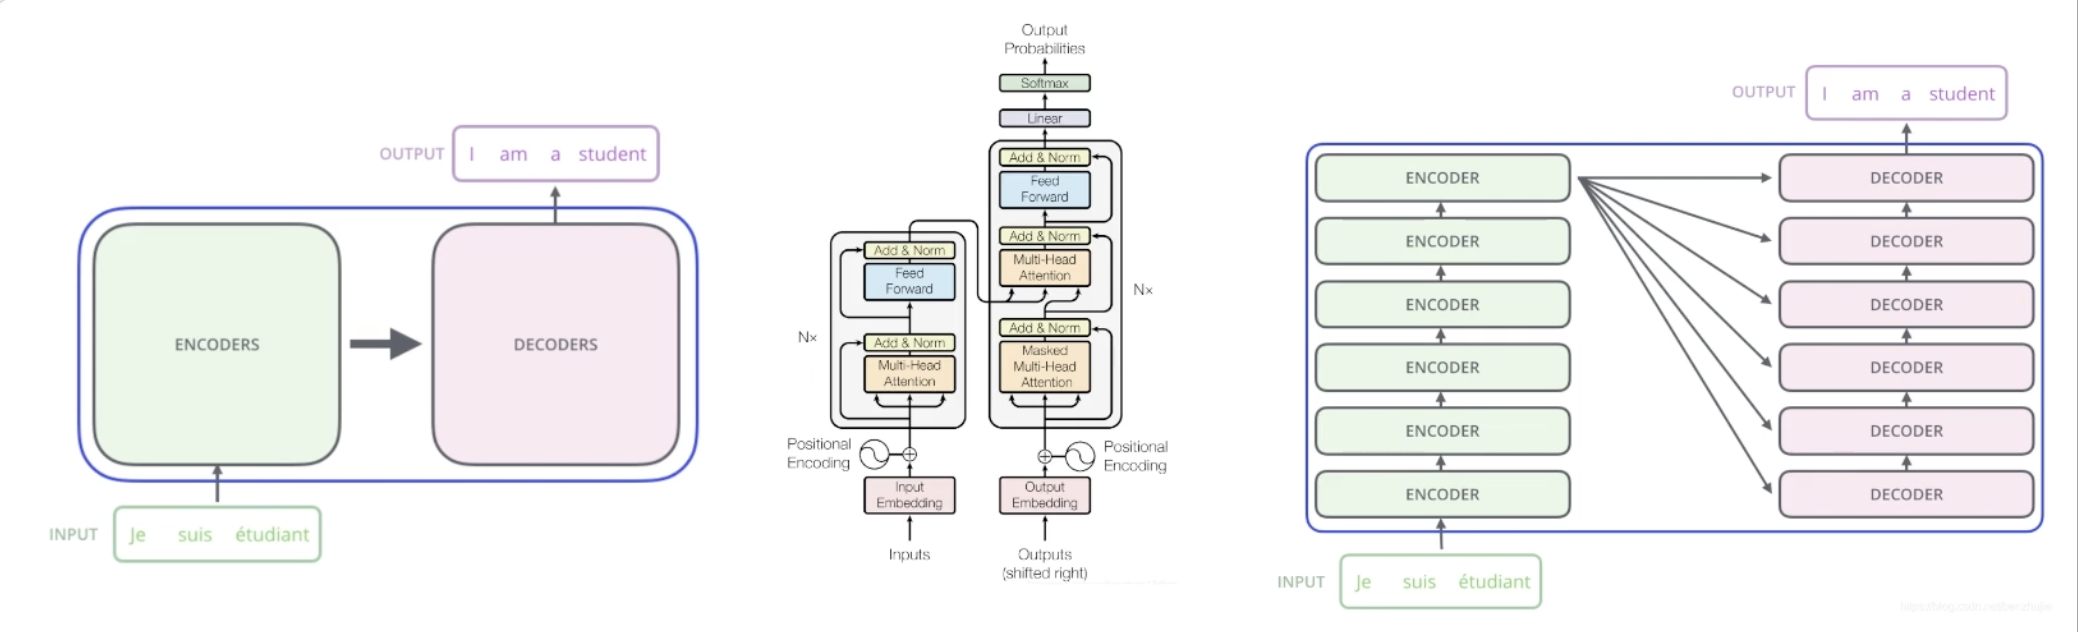 OUTPUT
I am a student
ENCODERS
DECODERS
INPUT
Je suis étudiant
Output
Probabilities
Softmax
Linear
Add & Norm
Feed
Forward
Add & Norm
Multi-Head
Attention
Add & Norm
Masked
Multi-Head
Attention
Nx
Add & Norm
Feed
Forward
Add & Norm
Multi-Head
Attention
Nx
Positional
Encoding
Positional
Encoding
Input
Embedding
Output
Embedding
Inputs
Outputs
(shifted right)
OUTPUT
I am a student
ENCODER
DECODER
ENCODER
DECODER
ENCODER
DECODER
ENCODER
DECODER
ENCODER
DECODER
ENCODER
DECODER
INPUT
Je suis étudiant